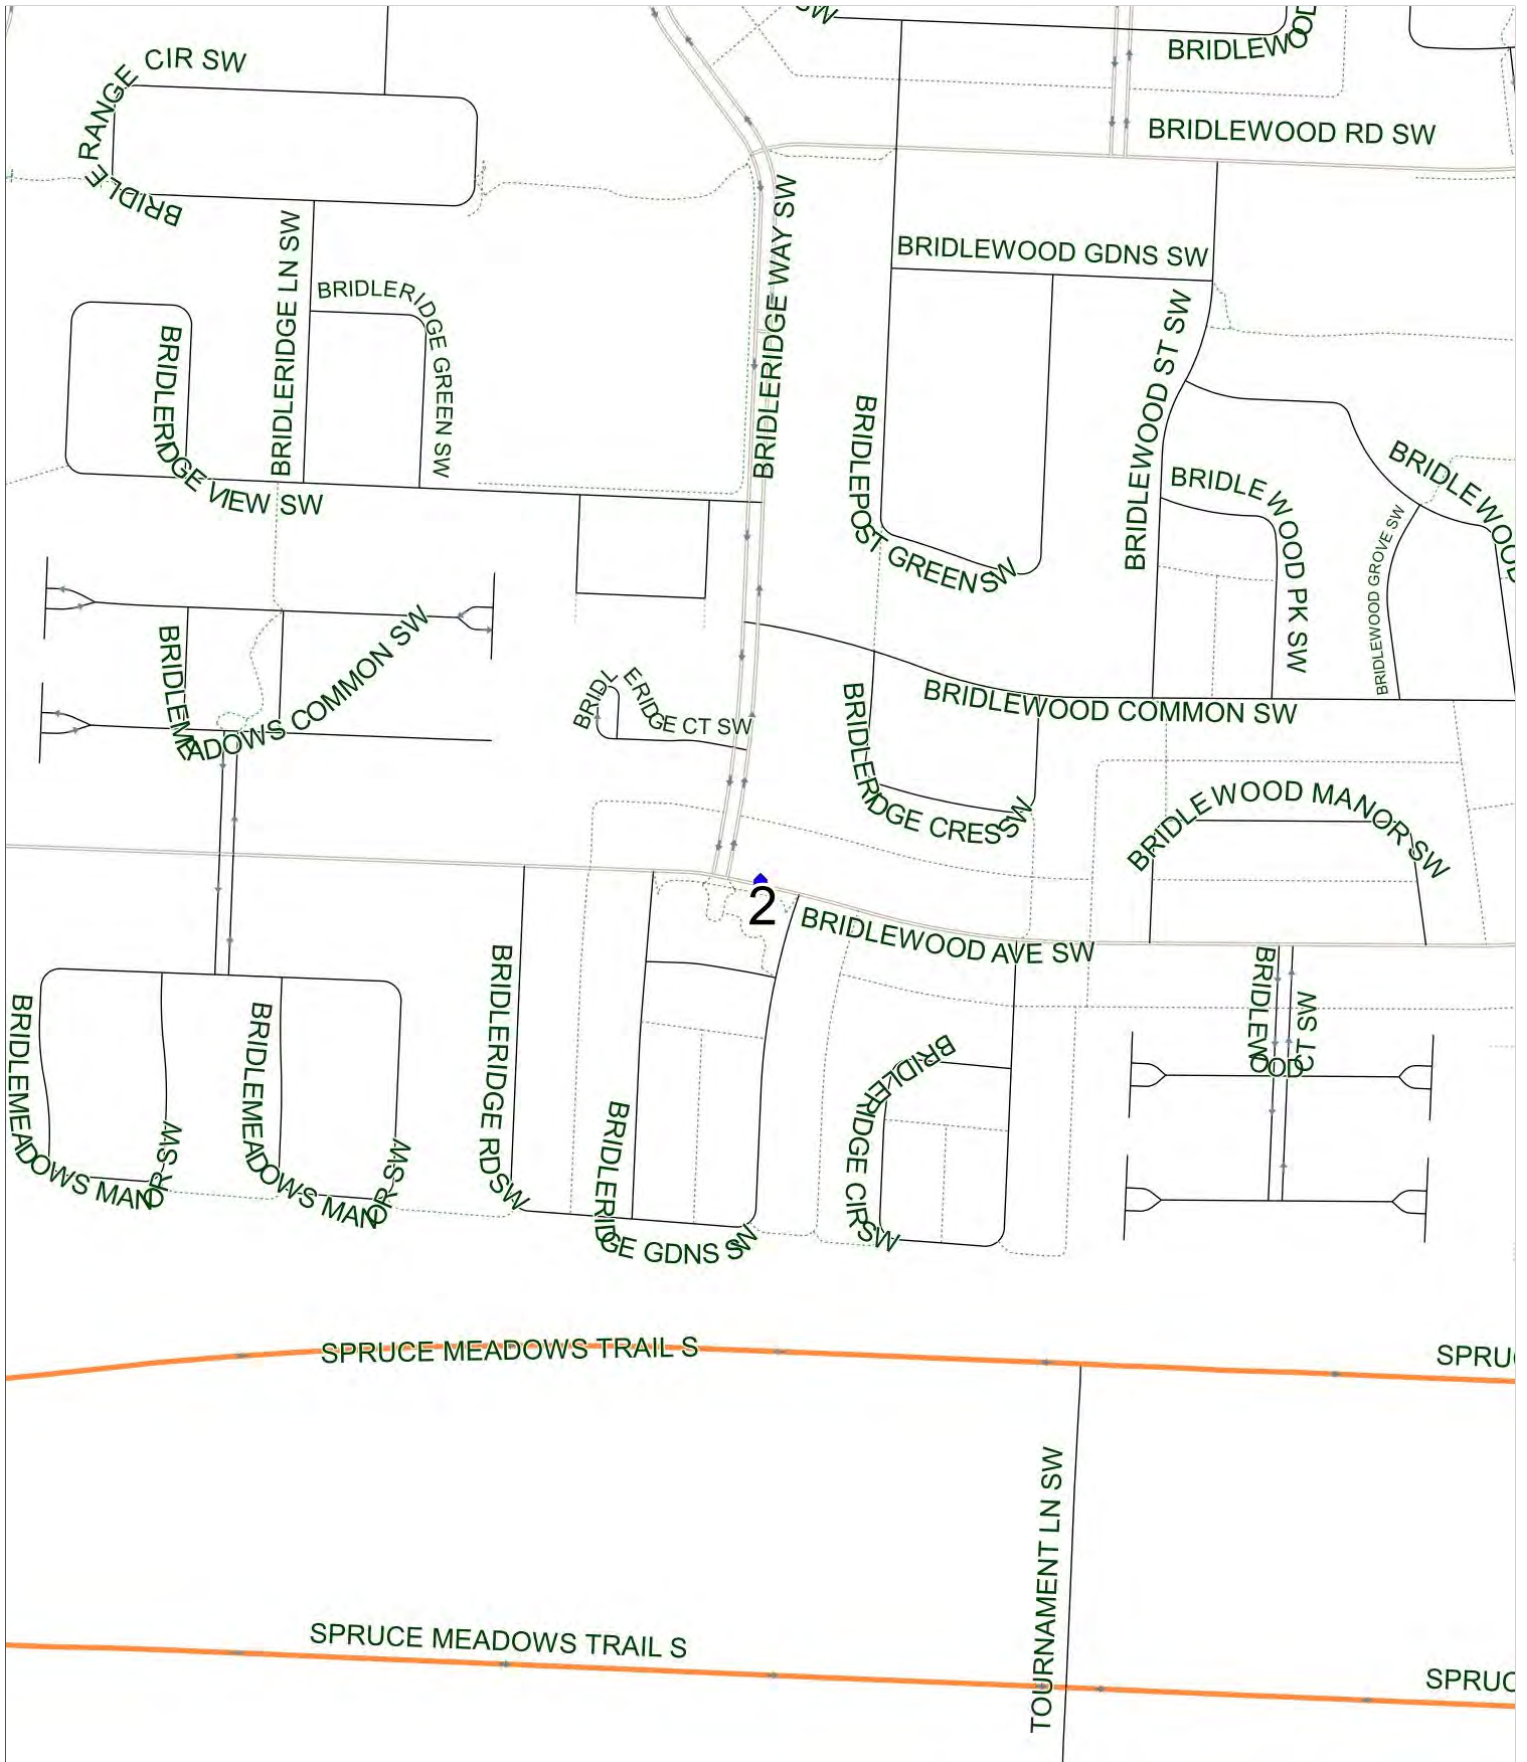 SW
BRIDLEWOOD
CIR SW
BRIDLE RANGE
BRIDLEWOOD RD SW
BRIDLERIDGE LN SW
BRIDLERIDGE WAY SW
BRIDLEWOOD GDNS SW
BRIDLERIDGE GREEN SW
BRIDLERIDGE VIEW SW
BRIDLEPOST GREEN SW
BRIDLEWOOD ST SW
BRIDLEWOOD PK SW
BRIDLEWOOD GROVE SW
BRIDLEWOOD
BRIDLEMEADOWS COMMON SW
BRIDLERIDGE CT SW
BRIDLEWOOD COMMON SW
BRIDLERIDGE CRES SW
BRIDLEWOOD MANOR SW
2
BRIDLEWOOD AVE SW
BRIDLEMEADOWS MANOR SW
BRIDLEMEADOWS MANOR SW
BRIDLERIDGE RD SW
BRIDLERIDGE GDNS SW
BRIDLERIDGE CIR SW
BRIDLEWOOD CT SW
SPRUCE MEADOWS TRAIL S
SPRUC
TOURNAMENT LN SW
SPRUCE MEADOWS TRAIL S
SPRUC